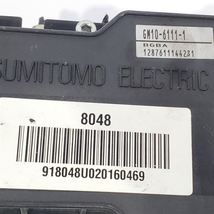 GM10-6111-1
BGBA
1287611144281
SUMITOMO ELECTRIC
8048
918048U020160469